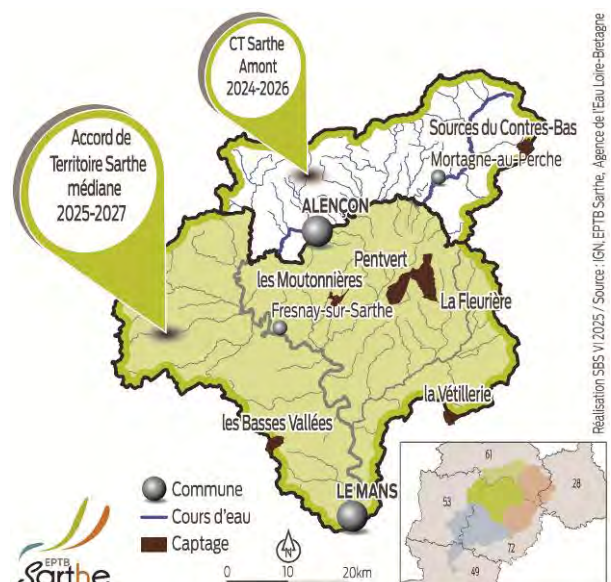 CT Sarthe
Amont
2024-2026
Accord de
Territoire Sarthe
médiane
2025-2027
Sources du Contres-Bas
Mortagne-au-Perche
ALENÇON
Pentvert
les Moutonnières
La Fleurière
Fresnay-sur-Sarthe
la Vétillerie
les Basses Vallées
LE MANS
Commune
Cours d'eau
Captage
N
0 10 20km
EPTB
Sarthe
61
53
28
72
49
Réalisation SBS VI 2025 / Source : IGN, EPTB Sarthe, Agence de l'Eau Loire-Bretagne